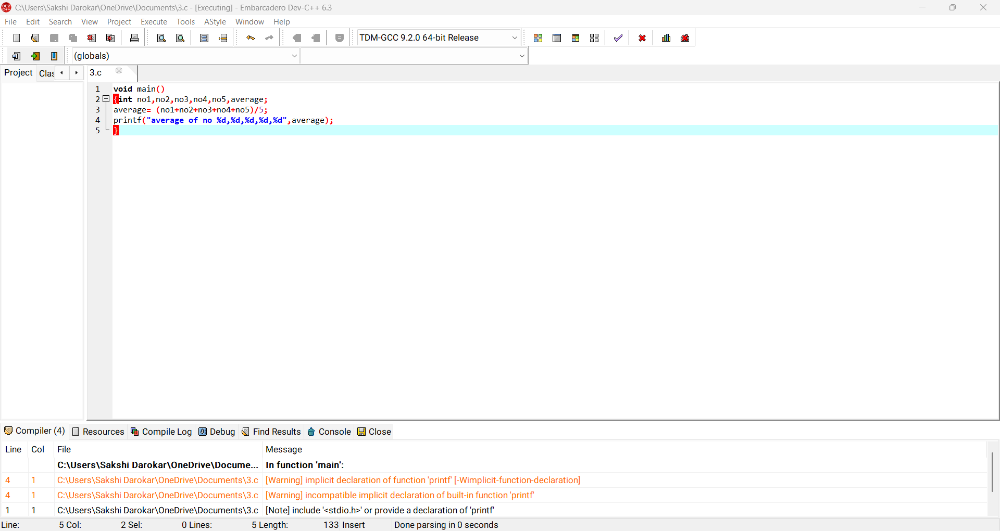 C:\Users\Sakshi Darokar\OneDrive\Documents\3.c - [Executing] - Embarcadero Dev-C++ 6.3
File Edit Search View Project Execute Tools AStyle Window Help
TDM-GCC 9.2.0 64-bit Release
(globals)
Project Clas 3.c
1 void main()
2 {int no1,no2,no3,no4,no5,average;
3 average= (no1+no2+no3+no4+no5)/5;
4 printf("average of no %d,%d,%d,%d,%d",average);
5 }
Compiler (4) Resources Compile Log Debug Find Results Console Close
Line Col File Message
C:\Users\Sakshi Darokar\OneDrive\Docume... In function 'main':
4 1 C:\Users\Sakshi Darokar\OneDrive\Documents\3.c [Warning] implicit declaration of function 'printf' [-Wimplicit-function-declaration]
4 1 C:\Users\Sakshi Darokar\OneDrive\Documents\3.c [Warning] incompatible implicit declaration of built-in function 'printf'
1 1 C:\Users\Sakshi Darokar\OneDrive\Documents\3.c [Note] include '<stdio.h>' or provide a declaration of 'printf'
Line: 5 Col: 2 Sel: 0 Lines: 5 Length: 133 Insert Done parsing in 0 seconds